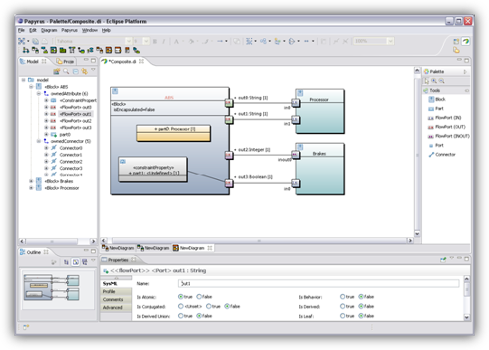 Papyrus - Palette/Composite.di - Eclipse Platform
File Edit Diagram Papyrus Window Help
Model
Proje
*Composite.di
Palette
model
«Block» ABS
ownedAttribute (6)
«ConstraintProperty
«FlowPort» out0
«FlowPort» out1
«FlowPort» out2
«FlowPort» out3
part0
ownedConnector (5)
Connector0
Connector1
Connector2
Connector3
Connector4
«Block» Brakes
«Block» Processor
ABS
«Block»
isEncapsulated=false
+ part0: Processor [1]
«constraintProperty»
+ part1: <Undefined> [1]
+ out0:String [1]
+ out1:String [1]
+ out2:Integer [1]
+ out3:Boolean [1]
in0
in1
inout0
in0
Processor
Brakes
Tools
Block
Part
FlowPort (IN)
FlowPort (OUT)
FlowPort (INOUT)
Port
Connector
NewDiagram
NewDiagram
NewDiagram
Outline
Properties
<<flowPort>> <Port> out1 : String
SysML
Profile
Comments
Advanced
Name:
out1
Is Atomic:
true
false
Is Behavior:
true
false
Is Conjugated:
<Unset>
true
false
Is Derived:
true
false
Is Derived Union:
true
false
Is Leaf:
true
false